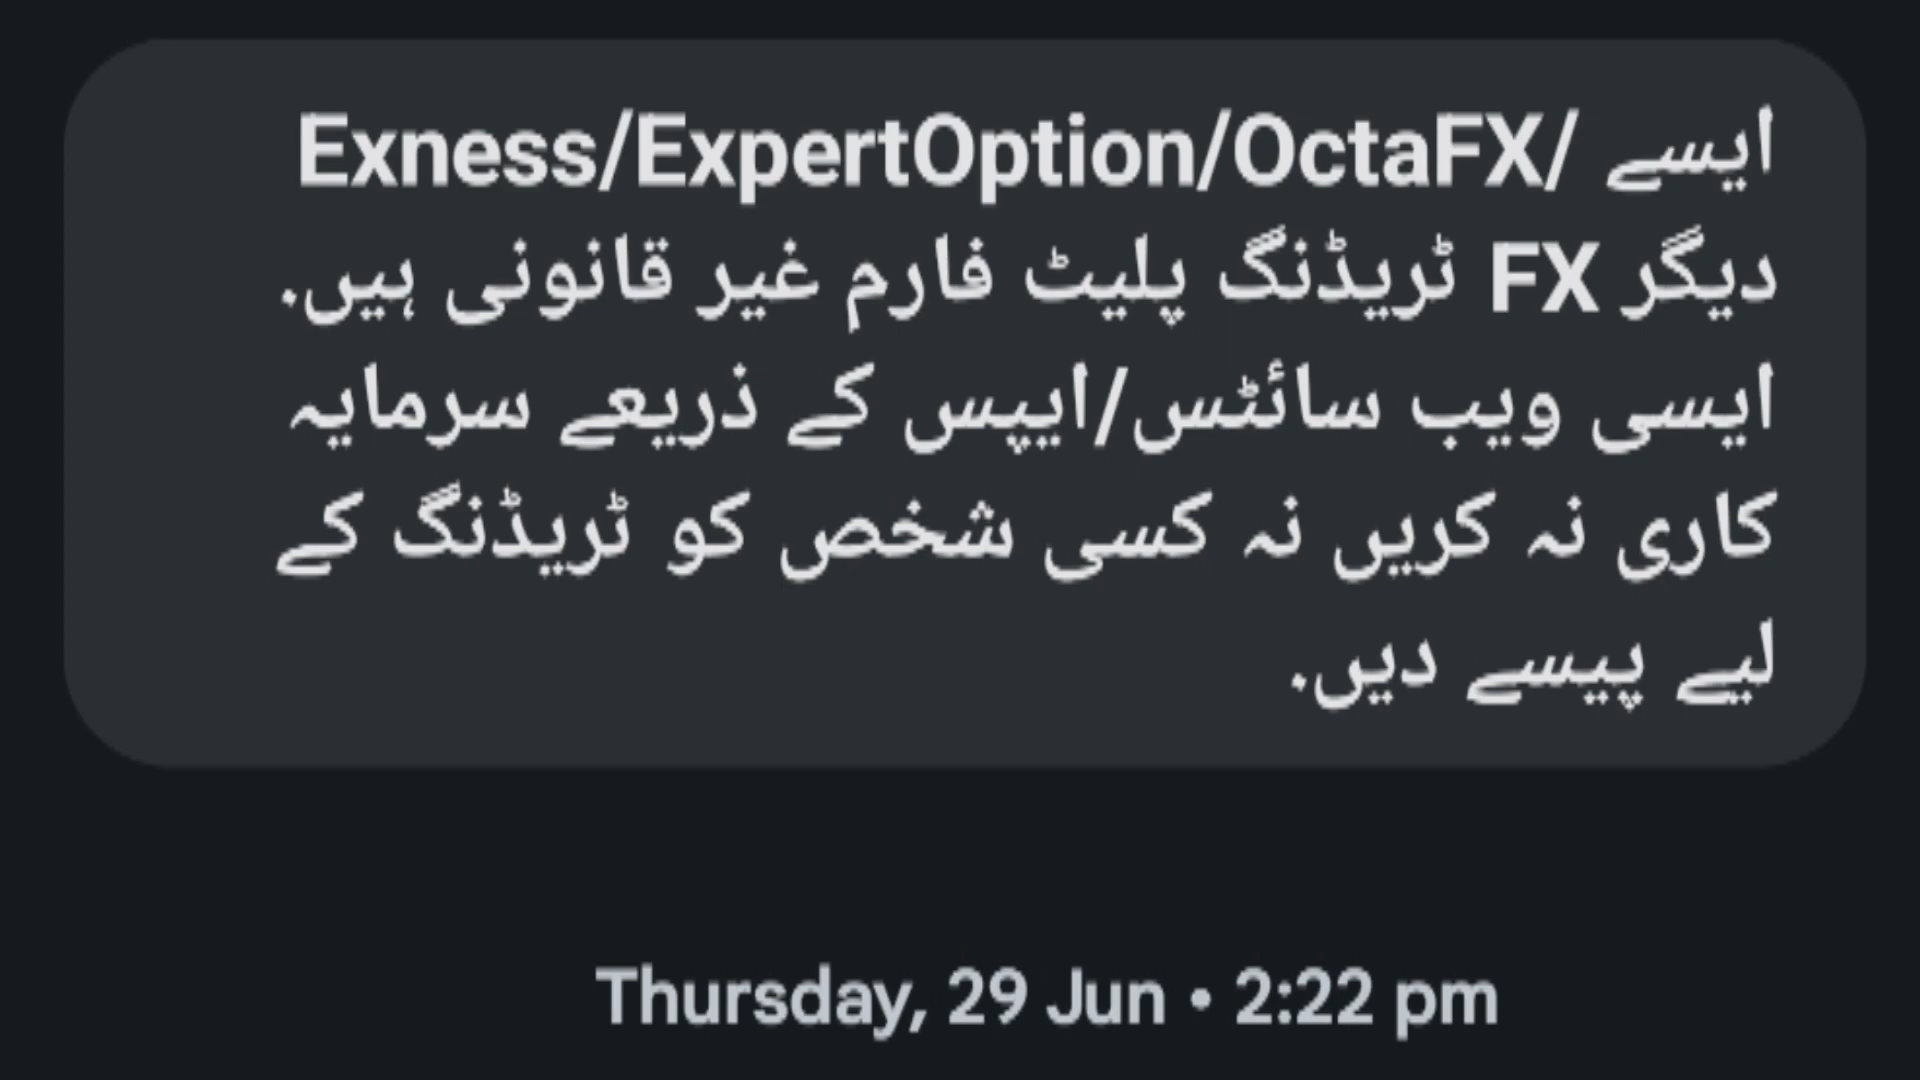 ایسے Exness/ExpertOption/OctaFX/
دیگر FX ٹریڈنگ پلیٹ فارم غیر قانونی ہیں.
ایسی ویب سائٹس/ایپس کے ذریعے سرمایہ
کاری نہ کریں نہ کسی شخص کو ٹریڈنگ کے
لیے پیسے دیں.
Thursday, 29 Jun • 2:22 pm